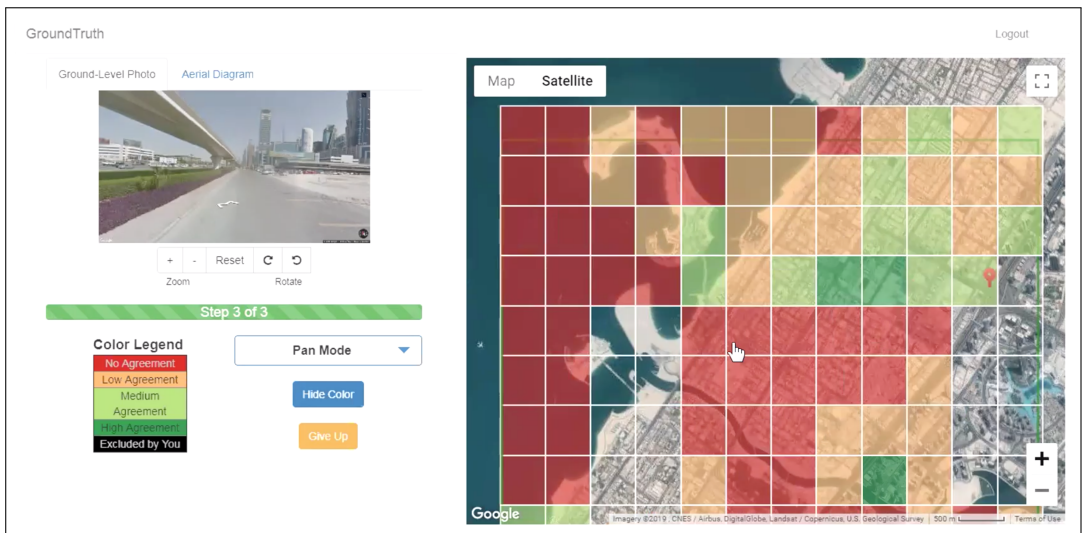 GroundTruth
Logout
Ground-Level Photo
Aerial Diagram
Map
Satellite
+
-
Reset
Zoom
Rotate
Step 3 of 3
Color Legend
No Agreement
Low Agreement
Medium
Agreement
High Agreement
Excluded by You
Pan Mode
Hide Color
Give Up
+
−
Google
Imagery ©2019 , CNES / Airbus, DigitalGlobe, Landsat / Copernicus, U.S. Geological Survey
500 m
Terms of Use